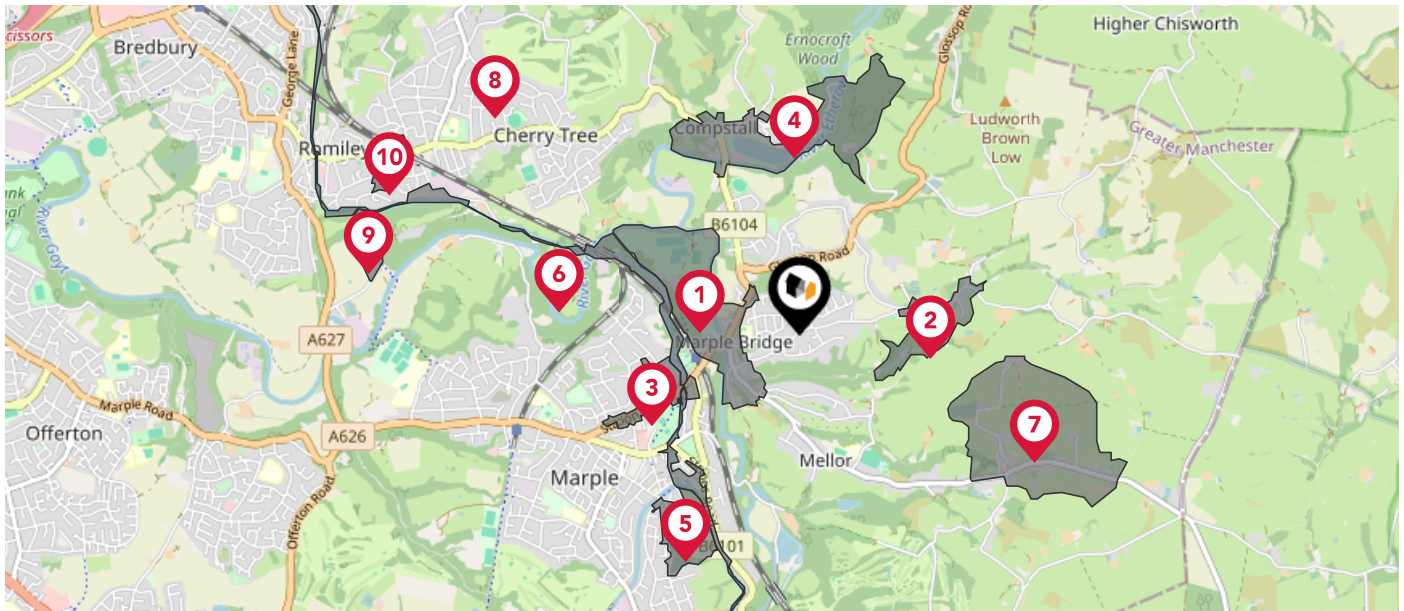 cissors
Bredbury
George Lane
8
Cherry Tree
Romiley
10
9
River Goyt
6
Ernocroft
Wood
Compstall
4
Glossop
Higher Chisworth
Ludworth
Brown
Low
Greater Manchester
B6104
Glossop Road
1
Marple Bridge
2
A627
3
7
Marple Road
Offerton
A626
Offerton Road
Marple
Mellor
5
B6101